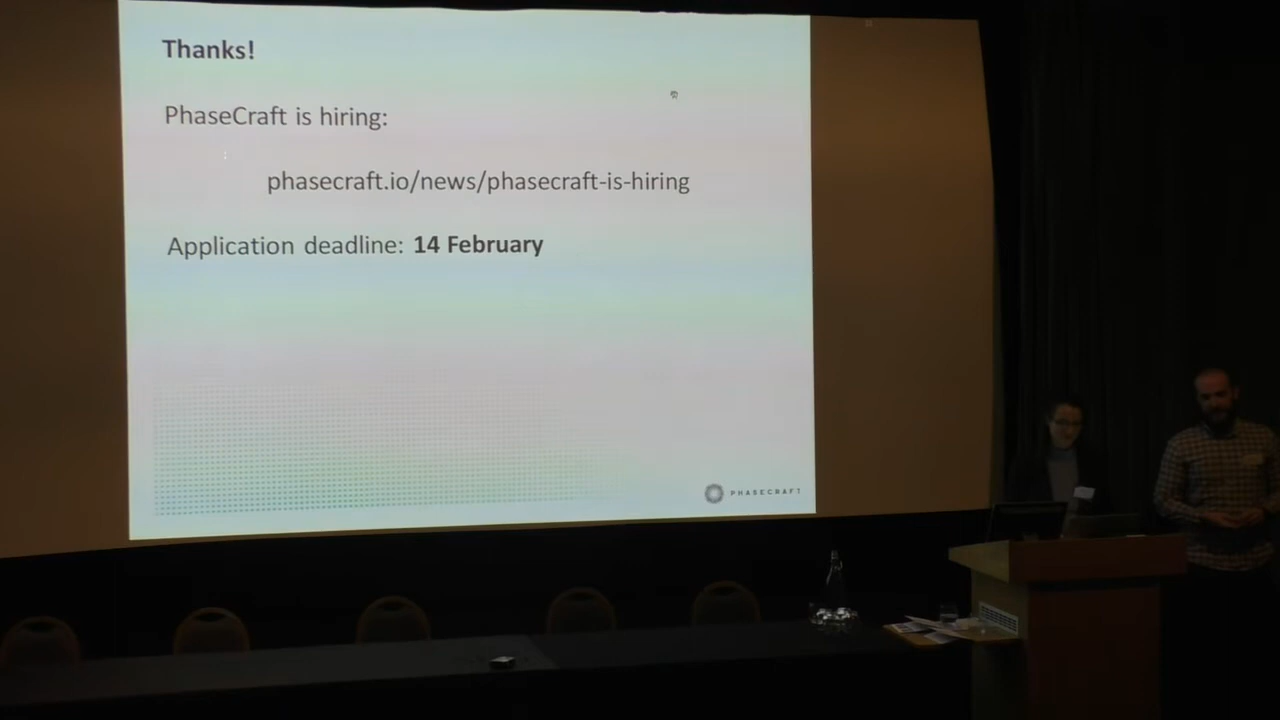 Thanks!
PhaseCraft is hiring:
phasecraft.io/news/phasecraft-is-hiring
Application deadline: 14 February
PHASECRAFT